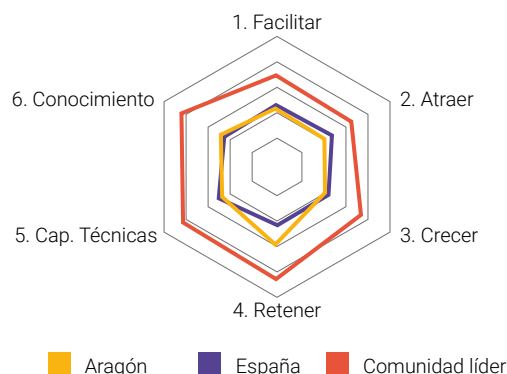 1. Facilitar
6. Conocimiento
2. Atraer
5. Cap. Técnicas
3. Crecer
4. Retener
Aragón
España
Comunidad líder